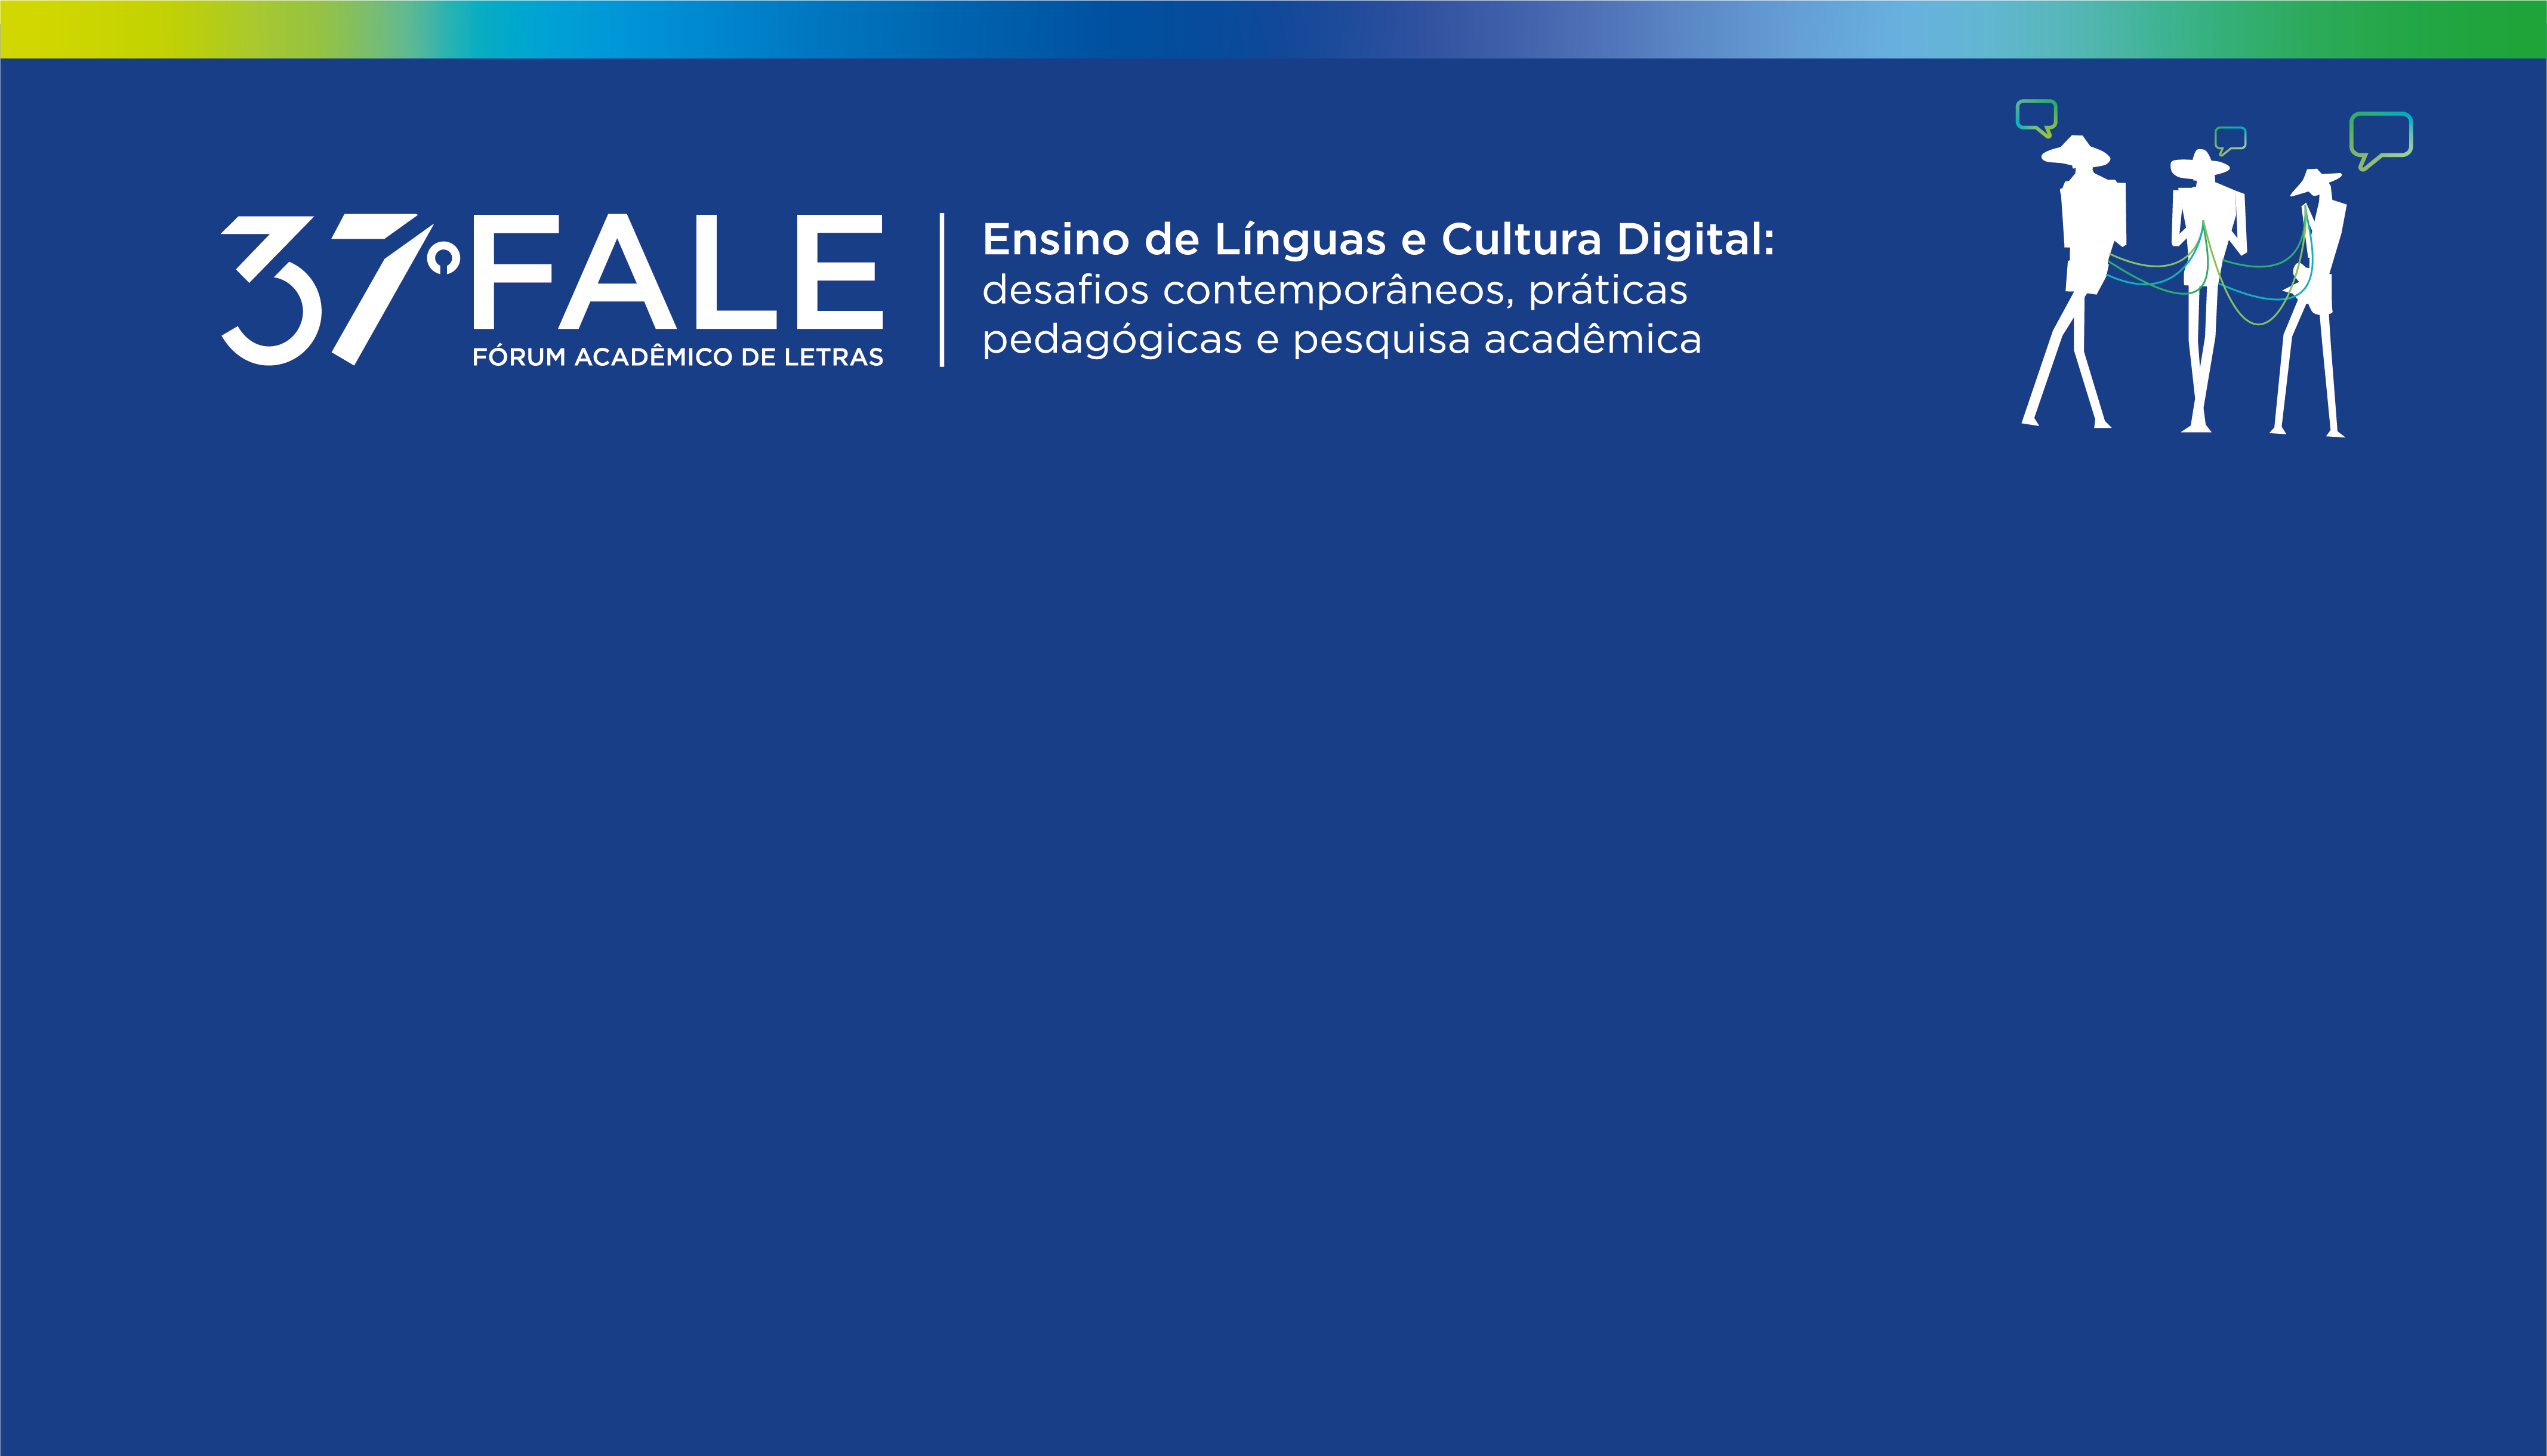 37º FALE
FÓRUM ACADÊMICO DE LETRAS
Ensino de Línguas e Cultura Digital:
desafios contemporâneos, práticas
pedagógicas e pesquisa acadêmica